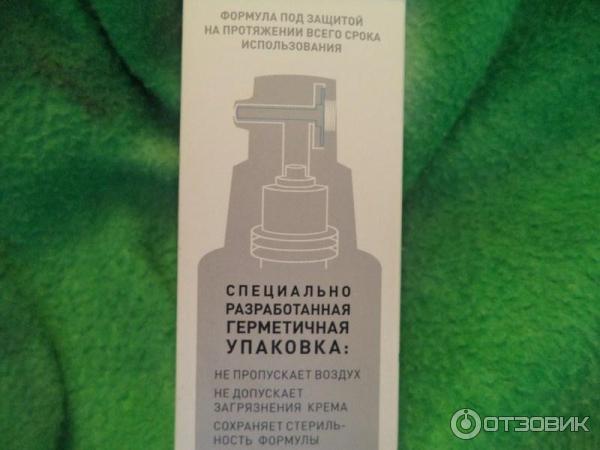 ФОРМУЛА ПОД ЗАЩИТОЙ
НА ПРОТЯЖЕНИИ ВСЕГО СРОКА
ИСПОЛЬЗОВАНИЯ
СПЕЦИАЛЬНО
РАЗРАБОТАННАЯ
ГЕРМЕТИЧНАЯ
УПАКОВКА:
НЕ ПРОПУСКАЕТ ВОЗДУХ
НЕ ДОПУСКАЕТ
ЗАГРЯЗНЕНИЯ КРЕМА
СОХРАНЯЕТ СТЕРИЛЬ-
НОСТЬ ФОРМУЛЫ
ОТЗОВИК